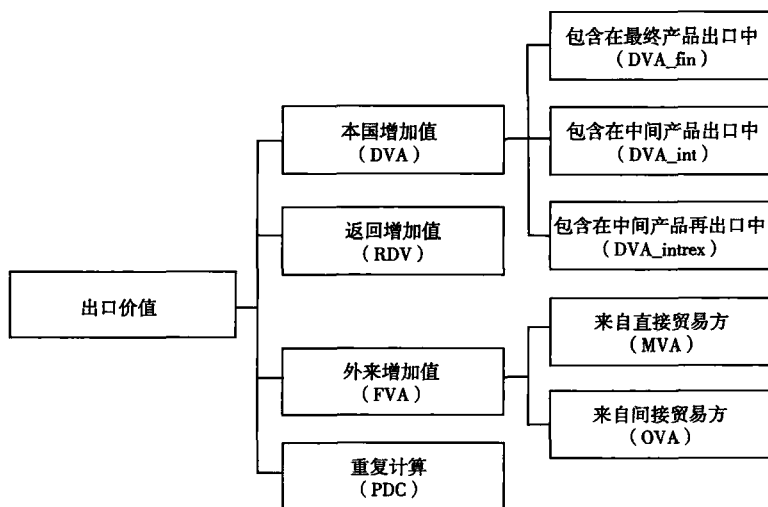 出口价值
本国增加值
（DVA）
返回增加值
（RDV）
外来增加值
（FVA）
重复计算
（PDC）
包含在最终产品出口中
（DVA_fin）
包含在中间产品出口中
（DVA_int）
包含在中间产品再出口中
（DVA_intrex）
来自直接贸易方
（MVA）
来自间接贸易方
（OVA）